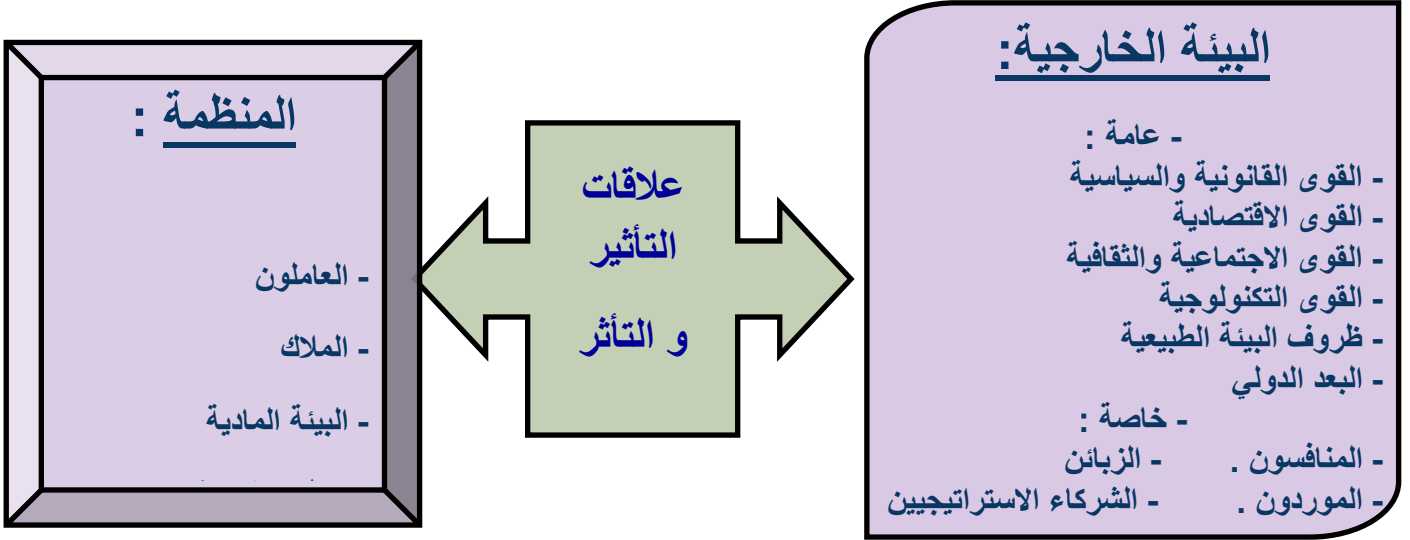 البيئة الخارجية:
- عامة :
- القوى القانونية والسياسية
- القوى الاقتصادية
- القوى الاجتماعية والثقافية
- القوى التكنولوجية
- ظروف البيئة الطبيعية
- البعد الدولي
- خاصة :
- المنافسون . - الزبائن
- الموردون . - الشركاء الاستراتيجيين
علاقات
التأثير
و التأثر
المنظمة :
- العاملون
- الملاك
- البيئة المادية